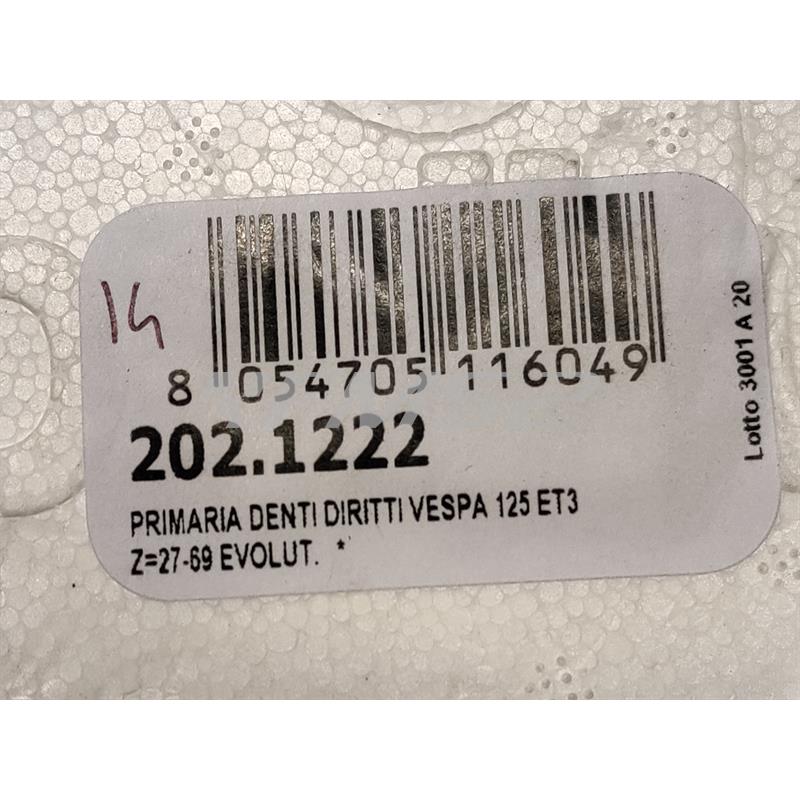 14
8 054705 116049
202.1222
PRIMARIA DENTI DIRITTI VESPA 125 ET3
Z=27-69 EVOLUT. *
Lotto 3001 A 20